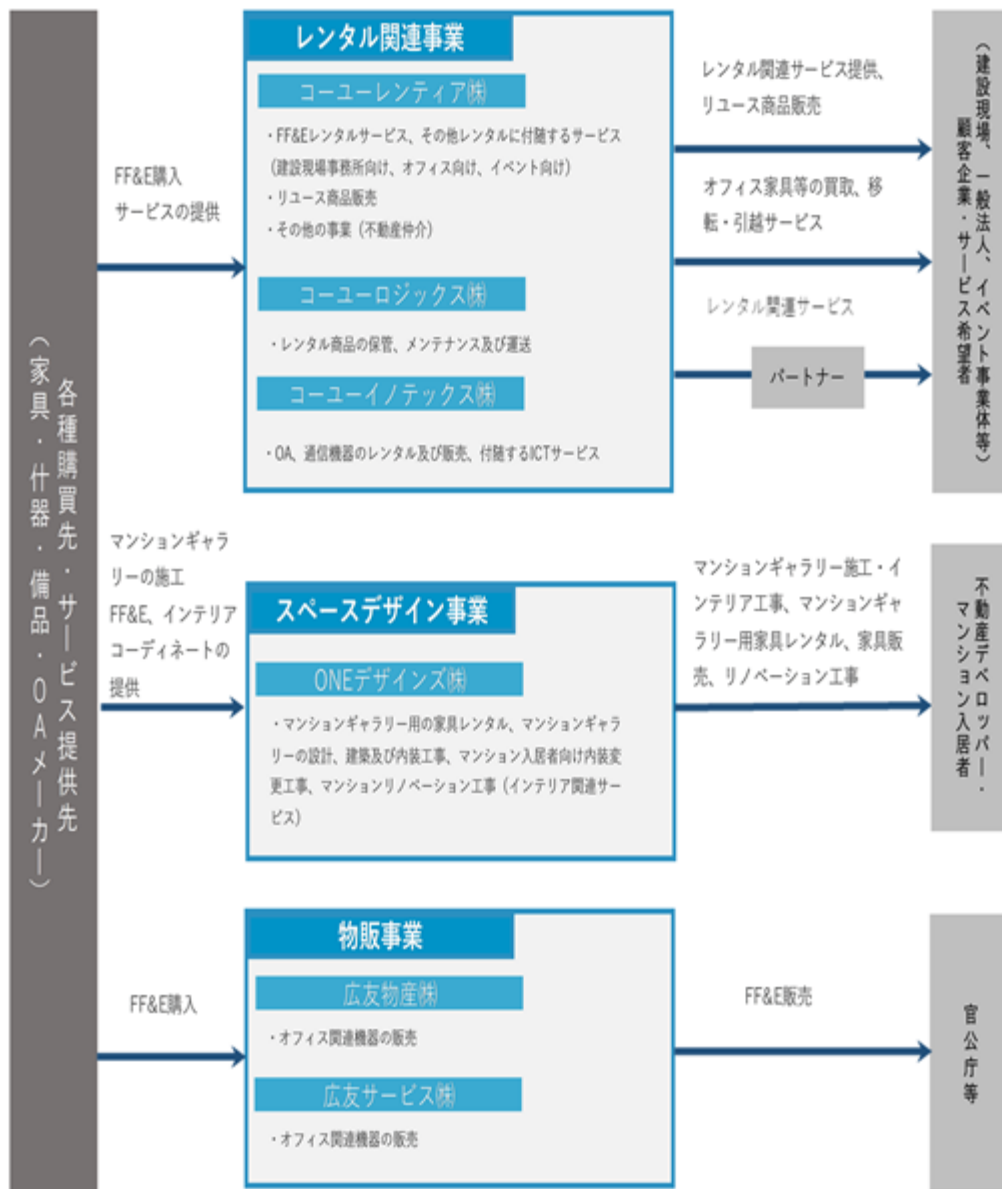 各種購買先・サービス提供先
（家具・什器・備品・OAメーカー）
FF&E購入
サービスの提供
レンタル関連事業
コーユーレンティア㈱
・FF&Eレンタルサービス、その他レンタルに付随するサービス
（建設現場事務所向け、オフィス向け、イベント向け）
・リユース商品販売
・その他の事業（不動産仲介）
コーユーロジックス㈱
・レンタル商品の保管、メンテナンス及び運送
コーユーイノテックス㈱
・OA、通信機器のレンタル及び販売、付随するICTサービス
レンタル関連サービス提供、
リユース商品販売
オフィス家具等の買取、移
転・引越サービス
レンタル関連サービス
パートナー
顧客企業・サービス希望者
（建設現場、一般法人、イベント事業体等）
マンションギャラ
リーの施工
FF&E、インテリア
コーディネートの
提供
スペースデザイン事業
ONEデザインズ㈱
・マンションギャラリー用の家具レンタル、マンションギャラ
リーの設計、建築及び内装工事、マンション入居者向け内装変
更工事、マンションリノベーション工事（インテリア関連サー
ビス）
マンションギャラリー施工・イ
ンテリア工事、マンションギャ
ラリー用家具レンタル、家具販
売、リノベーション工事
不動産デベロッパー・
マンション入居者
FF&E購入
物販事業
広友物産㈱
・オフィス関連機器の販売
広友サービス㈱
・オフィス関連機器の販売
FF&E販売
官公庁等